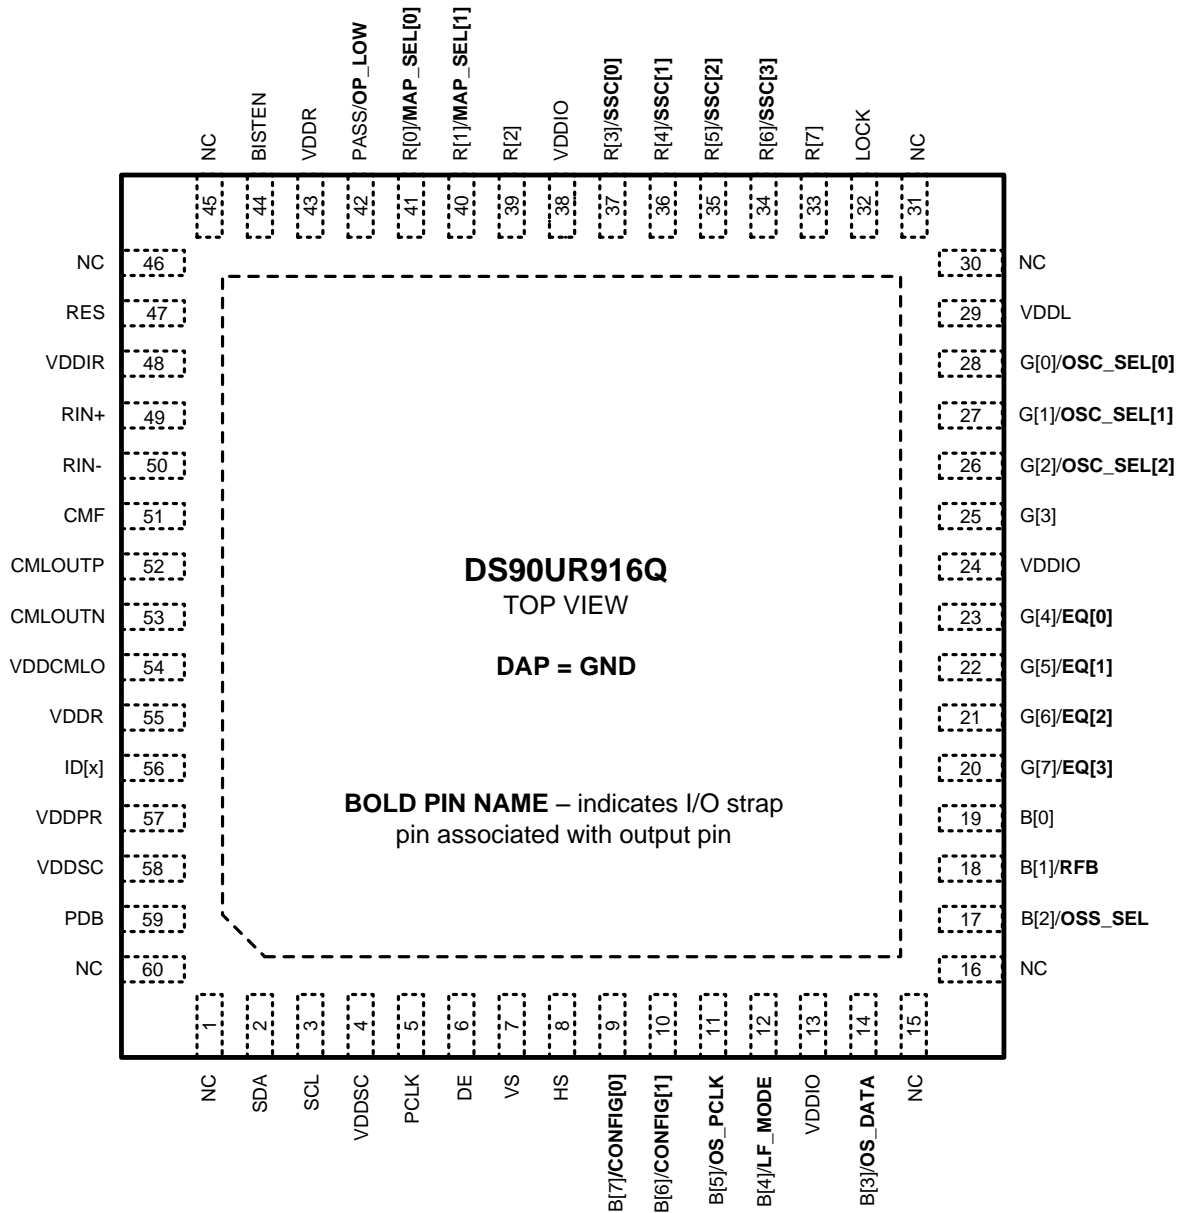 NC
BISTEN
VDDR
PASS/OP_LOW
R[0]/MAP_SEL[0]
R[1]/MAP_SEL[1]
R[2]
VDDIO
R[3]/SSC[0]
R[4]/SSC[1]
R[5]/SSC[2]
R[6]/SSC[3]
R[7]
LOCK
NC
45
44
43
42
41
40
39
38
37
36
35
34
33
32
31
NC 46
RES 47
VDDIR 48
RIN+ 49
RIN- 50
CMF 51
CMLOUTP 52
CMLOUTN 53
VDDCMLO 54
VDDR 55
ID[x] 56
VDDPR 57
VDDSC 58
PDB 59
NC 60
DS90UR916Q
TOP VIEW
DAP = GND
BOLD PIN NAME – indicates I/O strap
pin associated with output pin
30 NC
29 VDDL
28 G[0]/OSC_SEL[0]
27 G[1]/OSC_SEL[1]
26 G[2]/OSC_SEL[2]
25 G[3]
24 VDDIO
23 G[4]/EQ[0]
22 G[5]/EQ[1]
21 G[6]/EQ[2]
20 G[7]/EQ[3]
19 B[0]
18 B[1]/RFB
17 B[2]/OSS_SEL
16 NC
1
2
3
4
5
6
7
8
9
10
11
12
13
14
15
NC
SDA
SCL
VDDSC
PCLK
DE
VS
HS
B[7]/CONFIG[0]
B[6]/CONFIG[1]
B[5]/OS_PCLK
B[4]/LF_MODE
VDDIO
B[3]/OS_DATA
NC